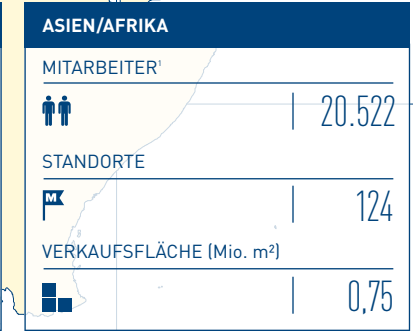 ASIEN/AFRIKA
MITARBEITER¹
20.522
STANDORTE
M
124
VERKAUFSFLÄCHE (Mio. m²)
0,75